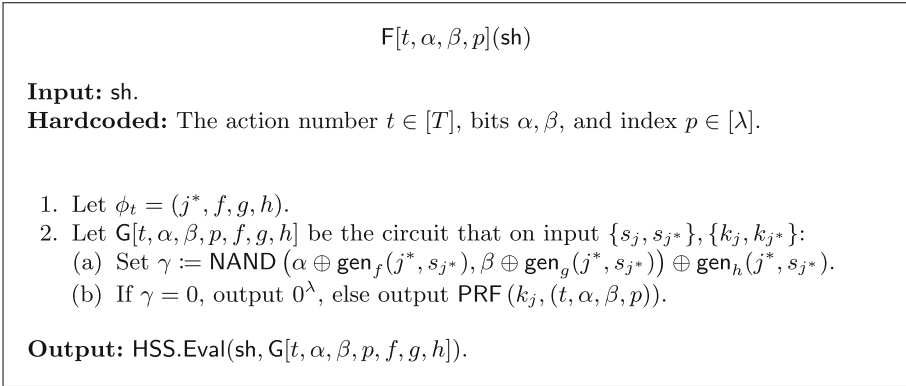 F[t, α, β, p](sh)
Input: sh.
Hardcoded: The action number t ∈ [T], bits α, β, and index p ∈ [λ].
1. Let ϕ_t = (j*, f, g, h).
2. Let G[t, α, β, p, f, g, h] be the circuit that on input {s_j, s_{j*}}, {k_j, k_{j*}}:
(a) Set γ := NAND (α ⊕ gen_f(j*, s_{j*}), β ⊕ gen_g(j*, s_{j*})) ⊕ gen_h(j*, s_{j*}).
(b) If γ = 0, output 0^λ, else output PRF (k_j, (t, α, β, p)).
Output: HSS.Eval(sh, G[t, α, β, p, f, g, h]).